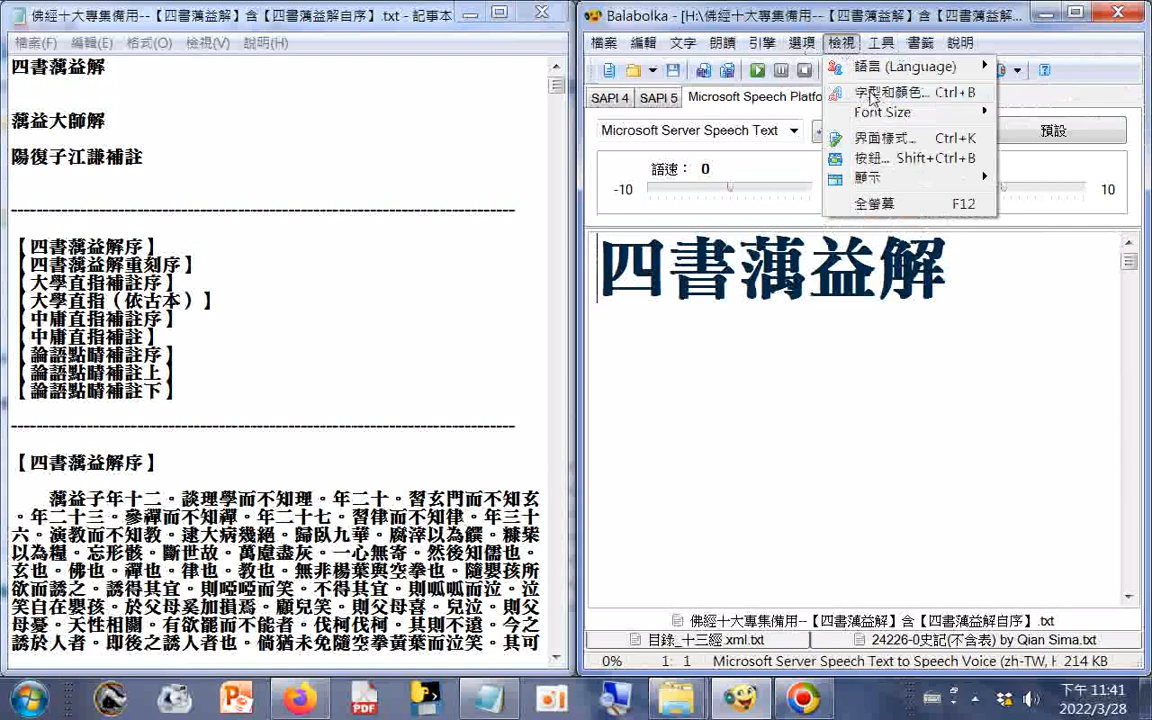 佛經十大專集備用--【四書蕅益解】含【四書蕅益解自序】.txt - 記事本
檔案(F) 編輯(E) 格式(O) 檢視(V) 說明(H)
四書蕅益解
蕅益大師解
陽復子江謙補註
------------------------------------------------------------------------
【四書蕅益解序】
【四書蕅益解重刻序】
【大學直指補註序】
【大學直指（依古本）】
【中庸直指補註序】
【中庸直指補註】
【論語點睛補註序】
【論語點睛補註上】
【論語點睛補註下】
------------------------------------------------------------------------
【四書蕅益解序】
蕅益子年十二。談理學而不知理。年二十。習玄門而不知玄
。年二十三。參禪而不知禪。年二十七。習律而不知律。年三十
六。演教而不知教。逮大病幾絕。歸臥九華。腐滓以為饌。糠粃
以為糧。忘形骸。斷世故。萬慮盡灰。一心無寄。然後知儒也。
玄也。佛也。禪也。律也。教也。無非楊葉與空拳也。隨嬰孩所
欲而誘之。誘得其宜。則啞啞而笑。不得其宜。則呱呱而泣。泣
笑自在嬰孩。於父母奚加損焉。顧兒笑。則父母喜。兒泣。則父
母憂。天性相關。有欲罷而不能者。伐柯伐柯。其則不遠。今之
誘於人者。即後之誘人者也。倘猶未免隨空拳黃葉而泣笑。其可
Balabolka - [H:\佛經十大專集備用--【四書蕅益解】含【四書蕅益解自序】.txt...
檔案 編輯 文字 朗讀 引擎 選項 檢視 工具 書籤 說明
語言 (Language)
字型和顏色... Ctrl+B
Font Size
界面樣式... Ctrl+K
按鈕... Shift+Ctrl+B
顯示
全螢幕 F12
SAPI 4 SAPI 5 Microsoft Speech Platfo
Microsoft Server Speech Text 預設
語速： 0
-10 10
四書蕅益解
佛經十大專集備用--【四書蕅益解】含【四書蕅益解自序】.txt
目錄_十三經.xml.txt 24226-0史記(不含表) by Qian Sima.txt
0% 1: 1 Microsoft Server Speech Text to Speech Voice (zh-TW, H 214 KB
PDF
下午 11:41
2022/3/28